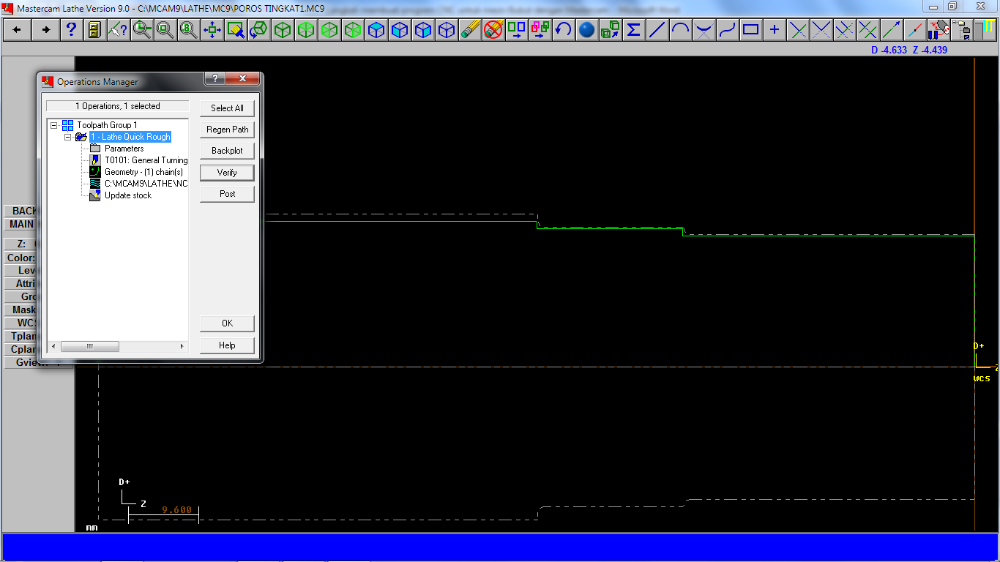 Mastercam Lathe Version 9.0 - C:\MCAM9\LATHE\MC9\POROS TINGKAT1.MC9
D -4.633 Z -4.439
Operations Manager
1 Operations, 1 selected
Toolpath Group 1
1 - Lathe Quick Rough
Parameters
T0101: General Turning
Geometry - (1) chain(s)
C:\MCAM9\LATHE\NC
Update stock
Select All
Regen Path
Backplot
Verify
Post
OK
Help
BACK
MAIN
Z:
Color:
Lev
Attri
Gro
Mask
WCS
Tplan
Cplan
Gview:
D+
Z
WCS
D+
Z
9.600
mm